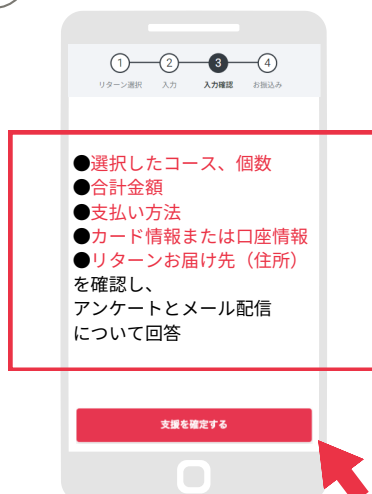 1 2 3 4
リターン選択 入力 入力確認 お振込み
●選択したコース、個数
●合計金額
●支払い方法
●カード情報または口座情報
●リターンお届け先（住所）
を確認し、
アンケートとメール配信
について回答
支援を確定する